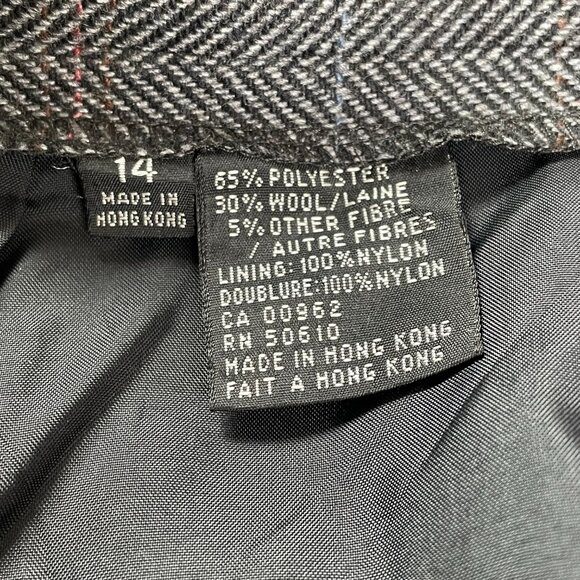 14
MADE IN
HONG KONG
65% POLYESTER
30% WOOL/LAINE
5% OTHER FIBRE
/ AUTRE FIBRES
LINING: 100% NYLON
DOUBLURE: 100% NYLON
CA 00962
RN 50610
MADE IN HONG KONG
FAIT A HONG KONG